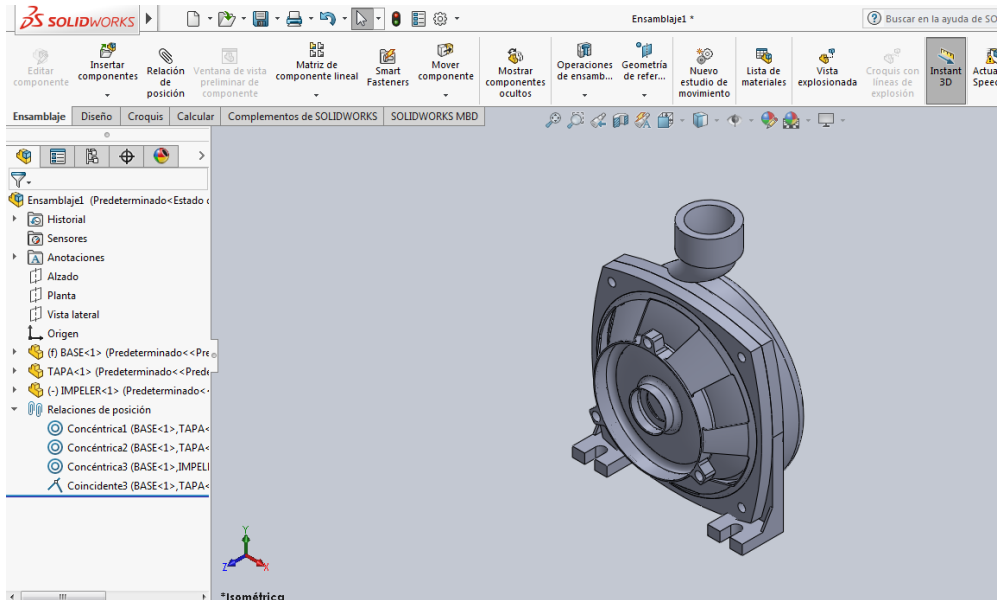 SOLIDWORKS
Ensamblaje1 *
Buscar en la ayuda de SO
Editar componente
Insertar componentes
Relación de posición
Ventana de vista preliminar de componente
Matriz de componente lineal
Smart Fasteners
Mover componente
Mostrar componentes ocultos
Operaciones de ensamb...
Geometría de refer...
Nuevo estudio de movimiento
Lista de materiales
Vista explosionada
Croquis con líneas de explosión
Instant 3D
Actua Speec
Ensamblaje Diseño Croquis Calcular Complementos de SOLIDWORKS SOLIDWORKS MBD
Ensamblaje1 (Predeterminado<Estado d
Historial
Sensores
Anotaciones
Alzado
Planta
Vista lateral
Origen
(f) BASE<1> (Predeterminado<<Pre
TAPA<1> (Predeterminado<<Prede
(-) IMPELER<1> (Predeterminado<
Relaciones de posición
Concéntrica1 (BASE<1>,TAPA<
Concéntrica2 (BASE<1>,TAPA<
Concéntrica3 (BASE<1>,IMPELI
Coincidente3 (BASE<1>,TAPA<
Y
Z
X
*Isométrica